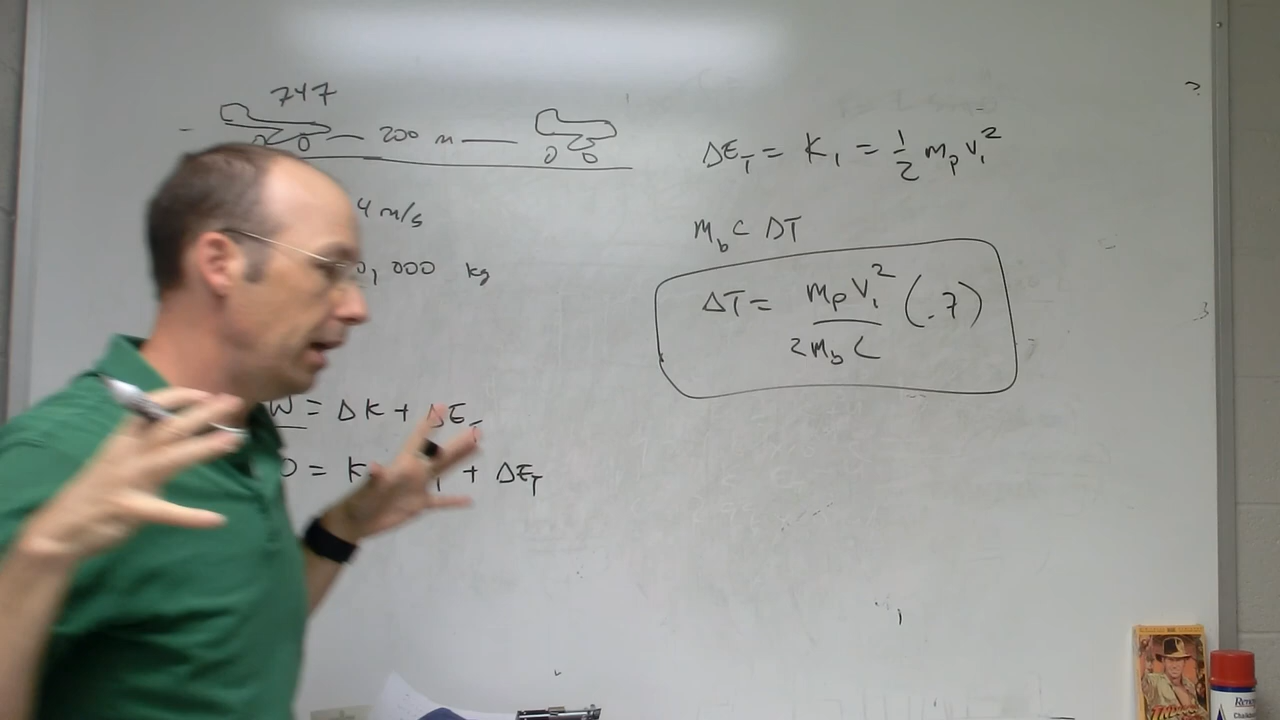 747
200 m
4 m/s
0,000 kg
W = ΔK + ΔE
0 = K + ΔE_T
ΔE_T = K₁ = 1/2 m_p v₁²
m_b C ΔT
ΔT = m_p v₁² / 2 m_b C (.7)